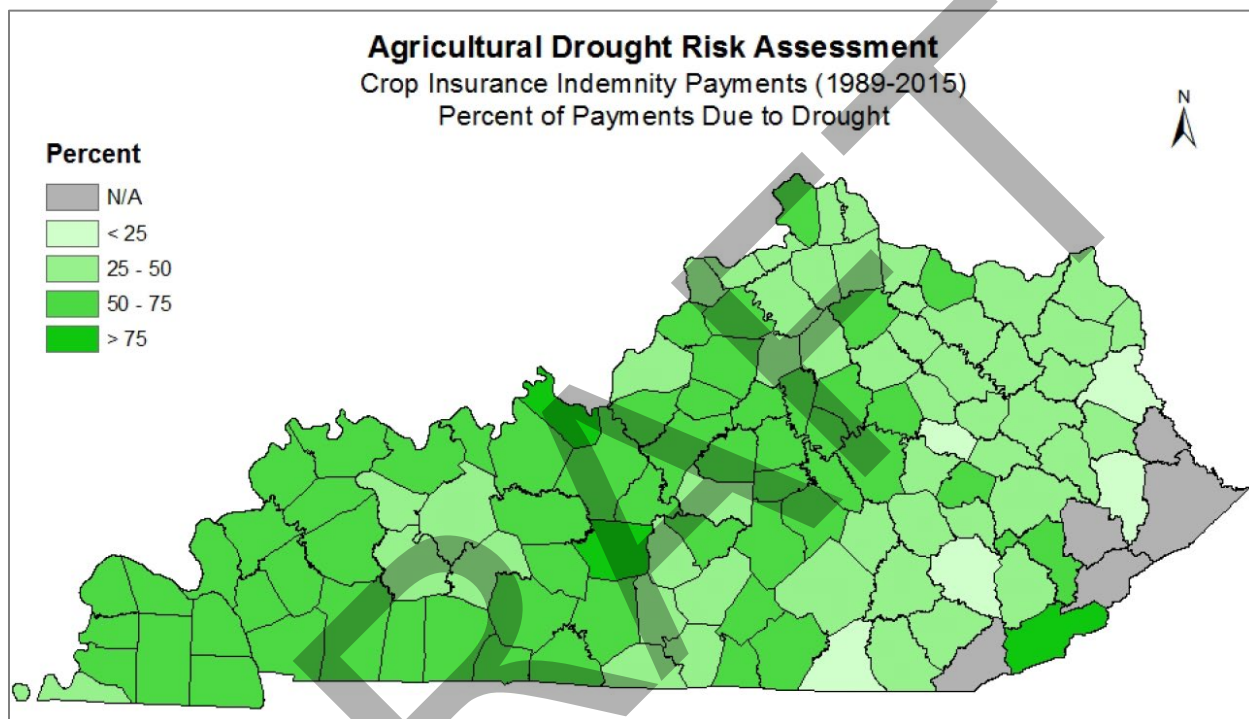 Agricultural Drought Risk Assessment
Crop Insurance Indemnity Payments (1989-2015)
Percent of Payments Due to Drought
N
Percent
N/A
< 25
25 - 50
50 - 75
> 75
DRAFT